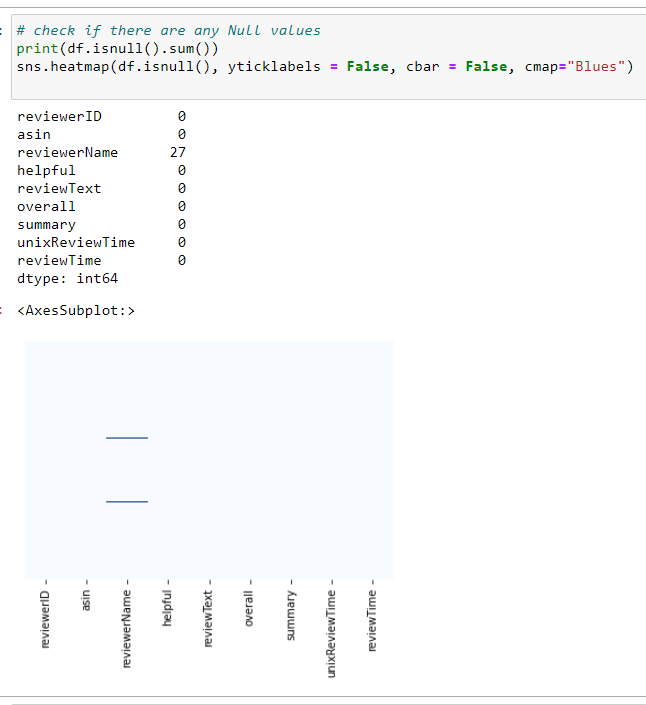 # check if there are any Null values
print(df.isnull().sum())
sns.heatmap(df.isnull(), yticklabels = False, cbar = False, cmap="Blues")
reviewerID 0
asin 0
reviewerName 27
helpful 0
reviewText 0
overall 0
summary 0
unixReviewTime 0
reviewTime 0
dtype: int64
<AxesSubplot:>
reviewerID
asin
reviewerName
helpful
reviewText
overall
summary
unixReviewTime
reviewTime